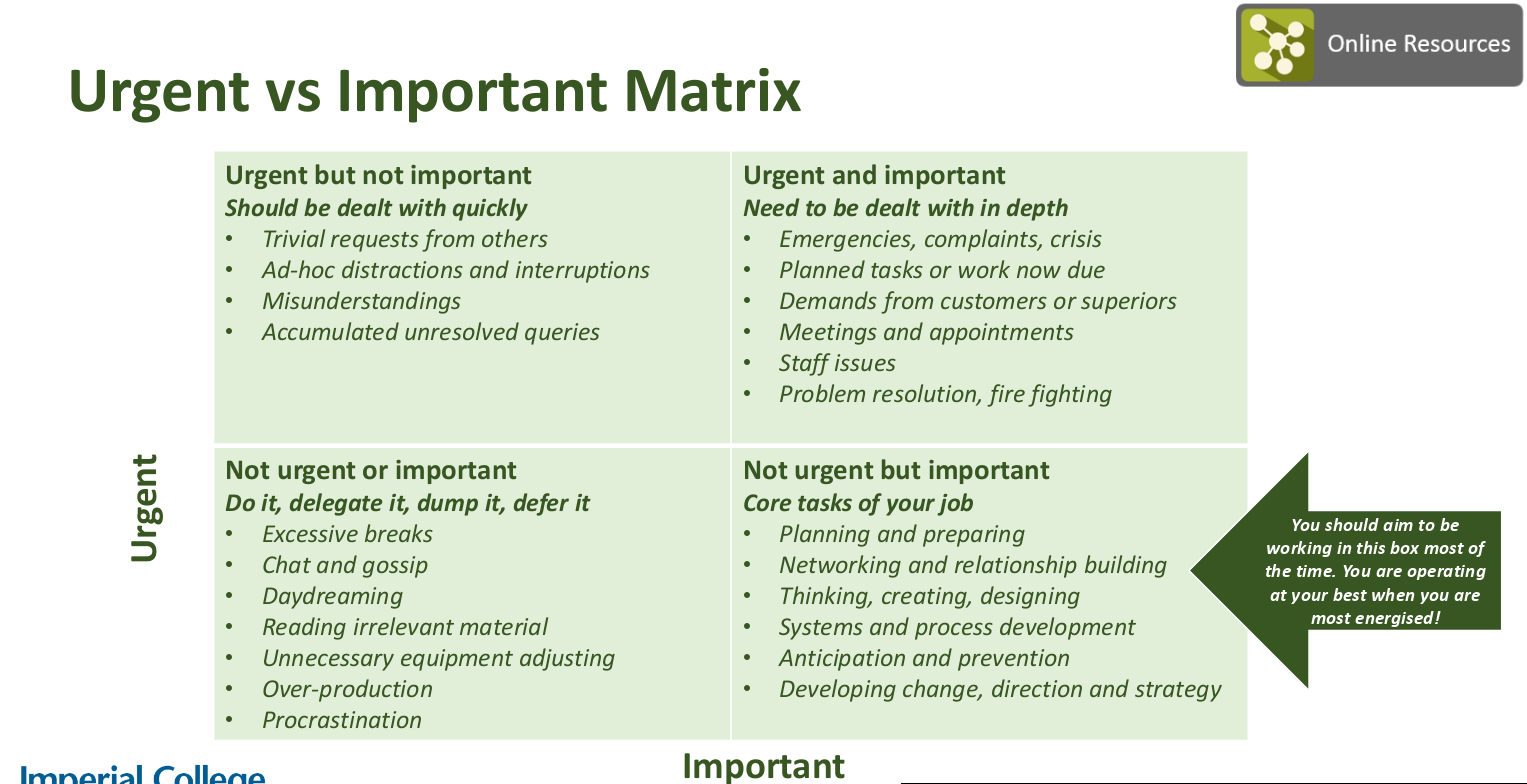 Online Resources
Urgent vs Important Matrix
Urgent but not important
Should be dealt with quickly
• Trivial requests from others
• Ad-hoc distractions and interruptions
• Misunderstandings
• Accumulated unresolved queries
Urgent and important
Need to be dealt with in depth
• Emergencies, complaints, crisis
• Planned tasks or work now due
• Demands from customers or superiors
• Meetings and appointments
• Staff issues
• Problem resolution, fire fighting
Urgent
Not urgent or important
Do it, delegate it, dump it, defer it
• Excessive breaks
• Chat and gossip
• Daydreaming
• Reading irrelevant material
• Unnecessary equipment adjusting
• Over-production
• Procrastination
Not urgent but important
Core tasks of your job
• Planning and preparing
• Networking and relationship building
• Thinking, creating, designing
• Systems and process development
• Anticipation and prevention
• Developing change, direction and strategy
You should aim to be
working in this box most of
the time. You are operating
at your best when you are
most energised!
Important
Imperial College